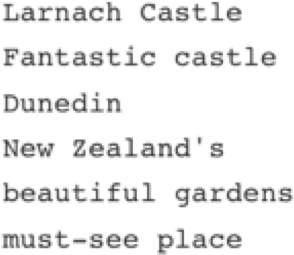 Larnach Castle
Fantastic castle
Dunedin
New Zealand's
beautiful gardens
must-see place